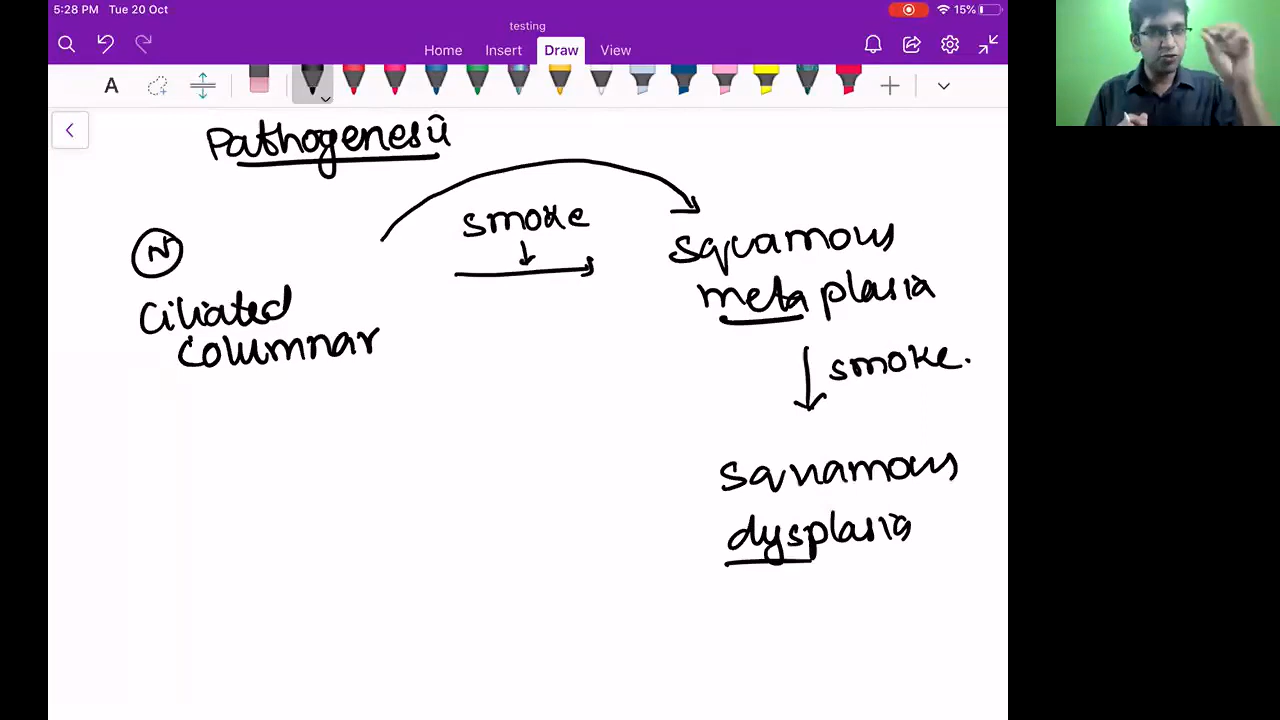 5:28 PM Tue 20 Oct
15%
testing
Home Insert Draw View
A
Pathogenesis
smoke
N
Ciliated
columnar
squamous
metaplasia
smoke.
squamous
dysplasia